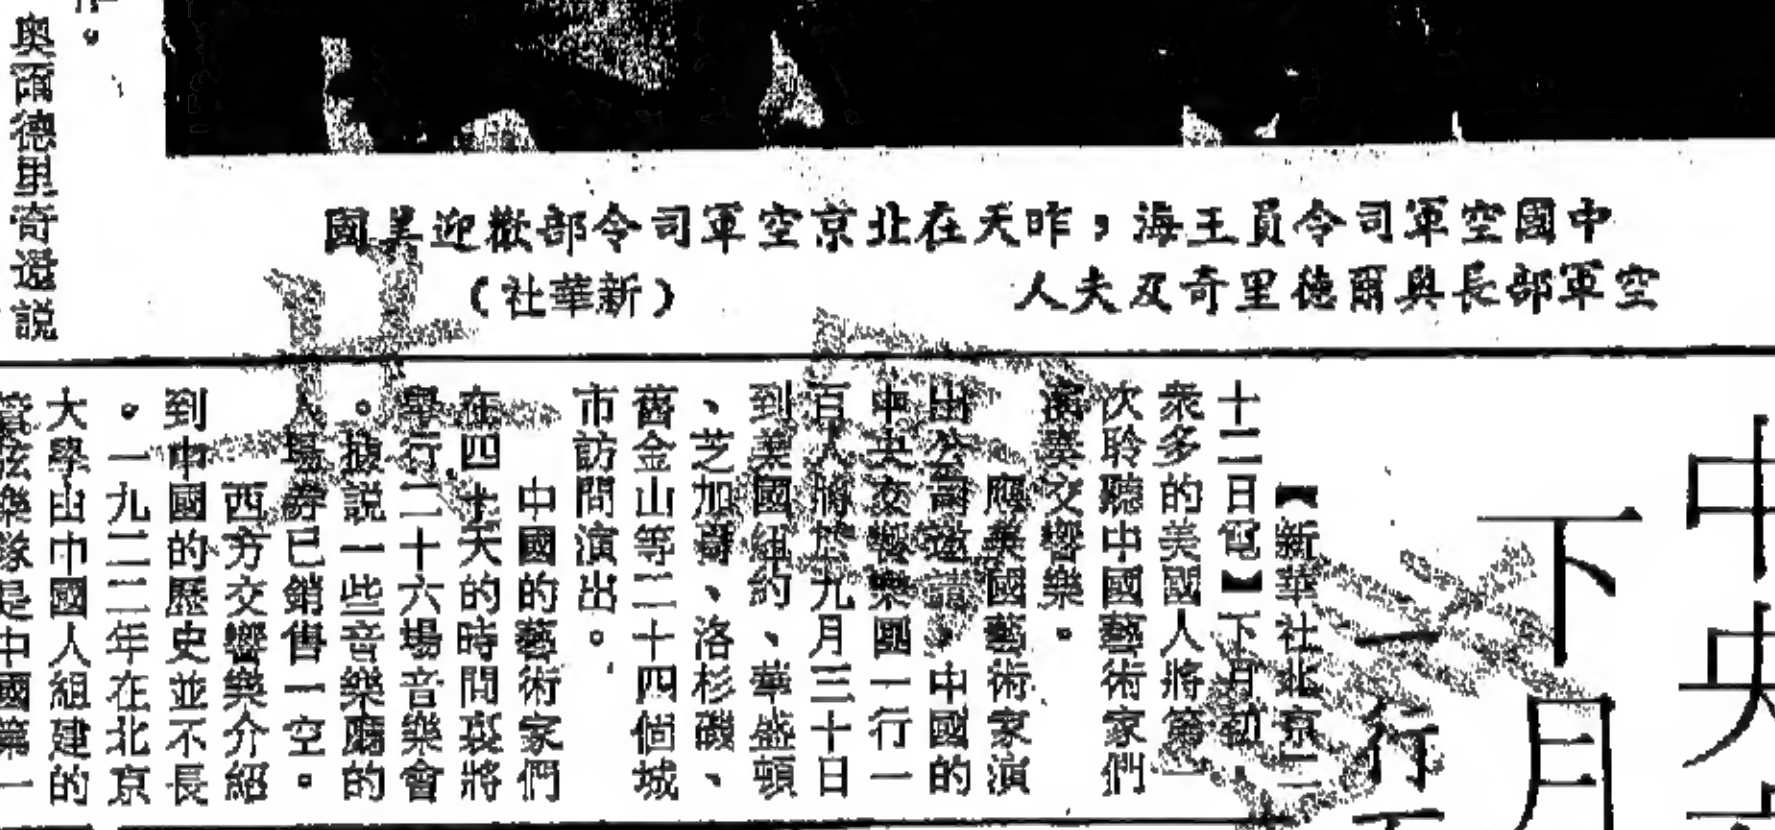 中國空軍司令員王海，昨天在北京空軍司令部歡迎美國
空軍部長奧爾德里奇及夫人
（新華社）
奧爾德里奇還説
中央
下月
一行
【新華社北京二
十二日電】下月初，
衆多的美國人將第一
次聆聽中國藝術家們
演奏交響樂。
應美國藝術家演
出公司邀請，中國的
中央交響樂團一行一
百人將於九月三十日
到美國紐約、華盛頓
、芝加哥、洛杉磯、
舊金山等二十四個城
市訪問演出。
中國的藝術家們
在四十天的時間裏將
舉行二十六場音樂會
。據説一些音樂廳的
入場券已銷售一空。
西方交響樂介紹
到中國的歷史並不長
。一九二二年在北京
大學由中國人組建的
管弦樂隊是中國第一